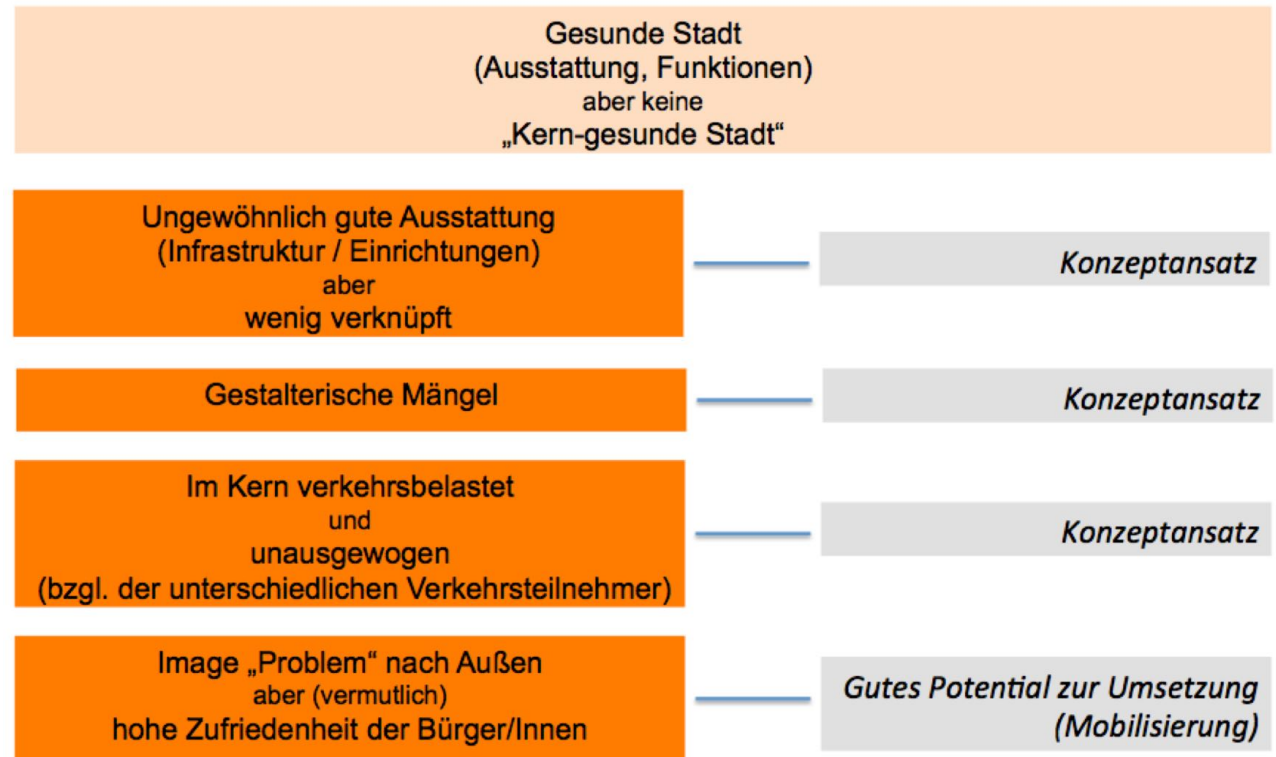 Gesunde Stadt
(Ausstattung, Funktionen)
aber keine
„Kern-gesunde Stadt“
Ungewöhnlich gute Ausstattung
(Infrastruktur / Einrichtungen)
aber
wenig verknüpft
Konzeptansatz
Gestalterische Mängel
Konzeptansatz
Im Kern verkehrsbelastet
und
unausgewogen
(bzgl. der unterschiedlichen Verkehrsteilnehmer)
Konzeptansatz
Image „Problem“ nach Außen
aber (vermutlich)
hohe Zufriedenheit der Bürger/Innen
Gutes Potential zur Umsetzung
(Mobilisierung)